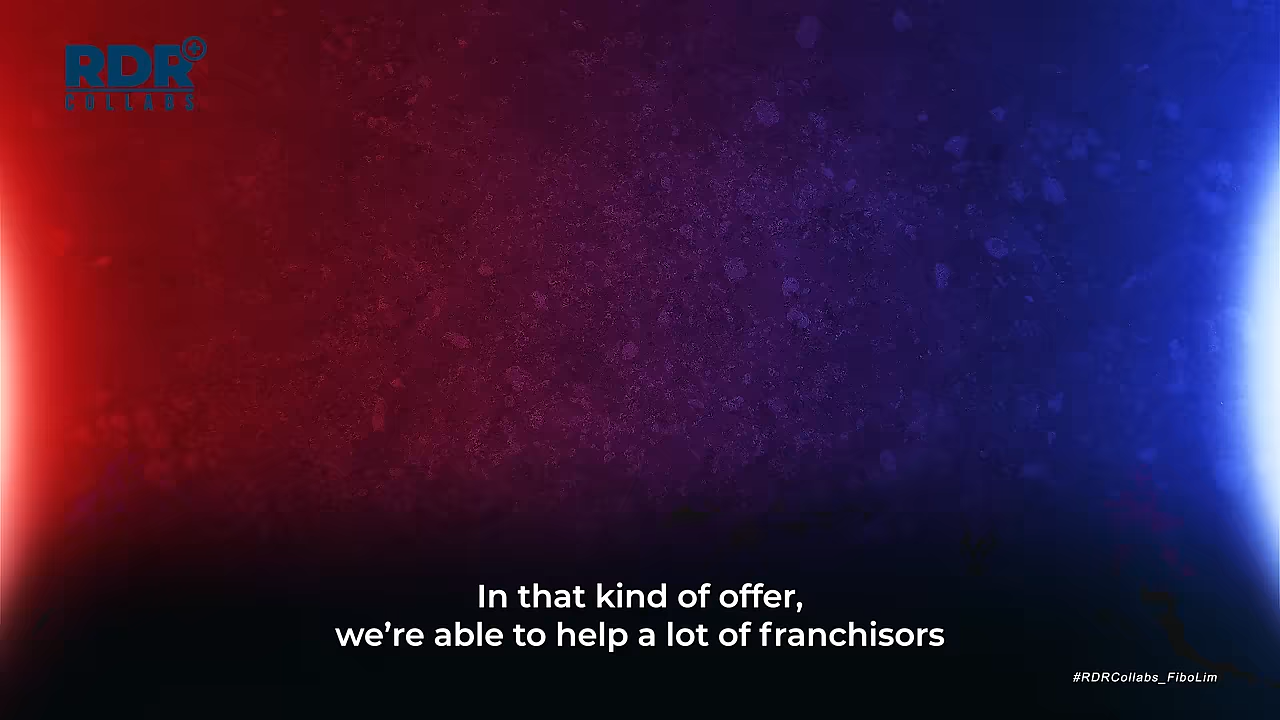 RDR
COLLABS
In that kind of offer,
we're able to help a lot of franchisors
#RDRCollabs_FiboLim